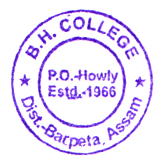 B.H. COLLEGE
P.O.-Howly
Estd.-1966
Dist.-Barpeta, Assam